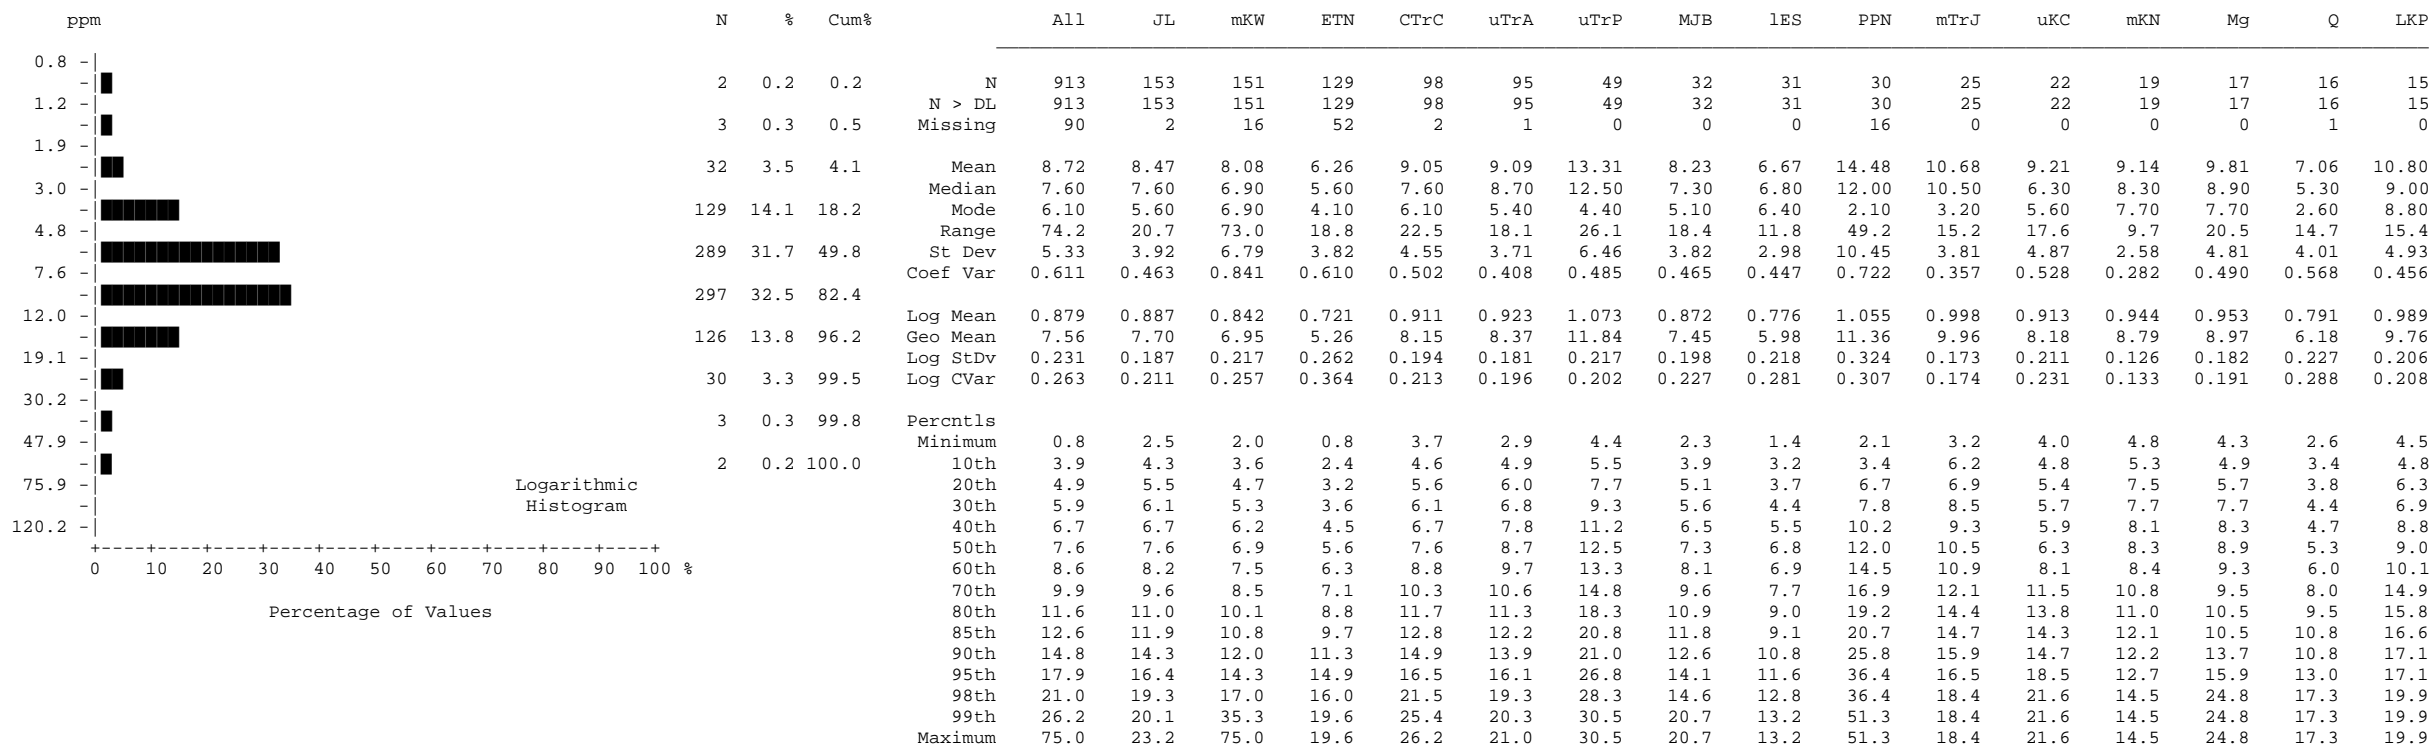 ppm N % Cum% All JL mKW ETN CTrC uTrA uTrP MJB lES PPN mTrJ uKC mKN Mg Q LKP
0.8
2 0.2 0.2 N 913 153 151 129 98 95 49 32 31 30 25 22 19 17 16 15
1.2 N > DL 913 153 151 129 98 95 49 32 31 30 25 22 19 17 16 15
3 0.3 0.5 Missing 90 2 16 52 2 1 0 0 0 16 0 0 0 0 1 0
1.9
32 3.5 4.1 Mean 8.72 8.47 8.08 6.26 9.05 9.09 13.31 8.23 6.67 14.48 10.68 9.21 9.14 9.81 7.06 10.80
3.0 Median 7.60 7.60 6.90 5.60 7.60 8.70 12.50 7.30 6.80 12.00 10.50 6.30 8.30 8.90 5.30 9.00
129 14.1 18.2 Mode 6.10 5.60 6.90 4.10 6.10 5.40 4.40 5.10 6.40 2.10 3.20 5.60 7.70 7.70 2.60 8.80
4.8 Range 74.2 20.7 73.0 18.8 22.5 18.1 26.1 18.4 11.8 49.2 15.2 17.6 9.7 20.5 14.7 15.4
289 31.7 49.8 St Dev 5.33 3.92 6.79 3.82 4.55 3.71 6.46 3.82 2.98 10.45 3.81 4.87 2.58 4.81 4.01 4.93
7.6 Coef Var 0.611 0.463 0.841 0.610 0.502 0.408 0.485 0.465 0.447 0.722 0.357 0.528 0.282 0.490 0.568 0.456
297 32.5 82.4
12.0 Log Mean 0.879 0.887 0.842 0.721 0.911 0.923 1.073 0.872 0.776 1.055 0.998 0.913 0.944 0.953 0.791 0.989
126 13.8 96.2 Geo Mean 7.56 7.70 6.95 5.26 8.15 8.37 11.84 7.45 5.98 11.36 9.96 8.18 8.79 8.97 6.18 9.76
19.1 Log StDv 0.231 0.187 0.217 0.262 0.194 0.181 0.217 0.198 0.218 0.324 0.173 0.211 0.126 0.182 0.227 0.206
30 3.3 99.5 Log CVar 0.263 0.211 0.257 0.364 0.213 0.196 0.202 0.227 0.281 0.307 0.174 0.231 0.133 0.191 0.288 0.208
30.2
3 0.3 99.8 Percntls
47.9 Minimum 0.8 2.5 2.0 0.8 3.7 2.9 4.4 2.3 1.4 2.1 3.2 4.0 4.8 4.3 2.6 4.5
2 0.2 100.0 10th 3.9 4.3 3.6 2.4 4.6 4.9 5.5 3.9 3.2 3.4 6.2 4.8 5.3 4.9 3.4 4.8
75.9 Logarithmic 20th 4.9 5.5 4.7 3.2 5.6 6.0 7.7 5.1 3.7 6.7 6.9 5.4 7.5 5.7 3.8 6.3
Histogram 30th 5.9 6.1 5.3 3.6 6.1 6.8 9.3 5.6 4.4 7.8 8.5 5.7 7.7 7.7 4.4 6.9
120.2 40th 6.7 6.7 6.2 4.5 6.7 7.8 11.2 6.5 5.5 10.2 9.3 5.9 8.1 8.3 4.7 8.8
50th 7.6 7.6 6.9 5.6 7.6 8.7 12.5 7.3 6.8 12.0 10.5 6.3 8.3 8.9 5.3 9.0
0 10 20 30 40 50 60 70 80 90 100 % 60th 8.6 8.2 7.5 6.3 8.8 9.7 13.3 8.1 6.9 14.5 10.9 8.1 8.4 9.3 6.0 10.1
70th 9.9 9.6 8.5 7.1 10.3 10.6 14.8 9.6 7.7 16.9 12.1 11.5 10.8 9.5 8.0 14.9
Percentage of Values 80th 11.6 11.0 10.1 8.8 11.7 11.3 18.3 10.9 9.0 19.2 14.4 13.8 11.0 10.5 9.5 15.8
85th 12.6 11.9 10.8 9.7 12.8 12.2 20.8 11.8 9.1 20.7 14.7 14.3 12.1 10.5 10.8 16.6
90th 14.8 14.3 12.0 11.3 14.9 13.9 21.0 12.6 10.8 25.8 15.9 14.7 12.2 13.7 10.8 17.1
95th 17.9 16.4 14.3 14.9 16.5 16.1 26.8 14.1 11.6 36.4 16.5 18.5 12.7 15.9 13.0 17.1
98th 21.0 19.3 17.0 16.0 21.5 19.3 28.3 14.6 12.8 36.4 18.4 21.6 14.5 24.8 17.3 19.9
99th 26.2 20.1 35.3 19.6 25.4 20.3 30.5 20.7 13.2 51.3 18.4 21.6 14.5 24.8 17.3 19.9
Maximum 75.0 23.2 75.0 19.6 26.2 21.0 30.5 20.7 13.2 51.3 18.4 21.6 14.5 24.8 17.3 19.9